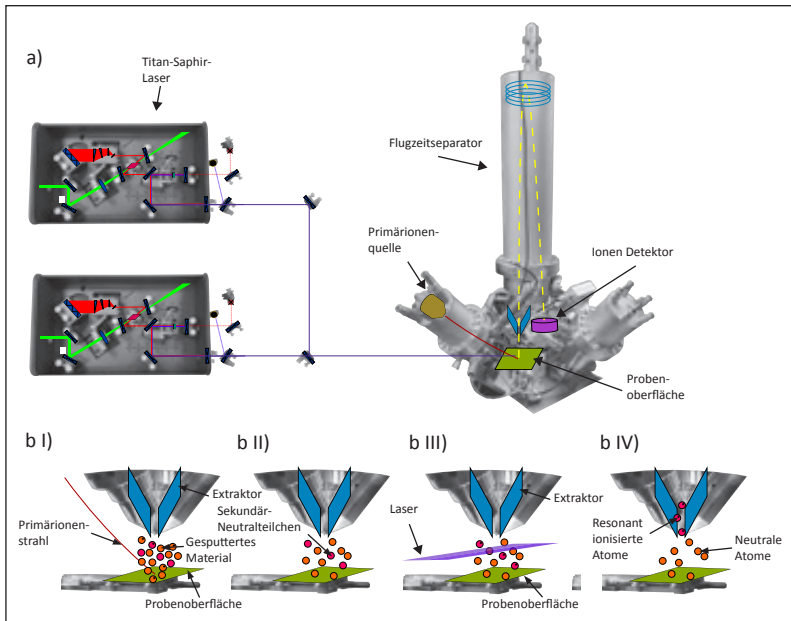 a)
Titan-Saphir-
Laser
Flugzeitseparator
Primärionen-
quelle
Ionen Detektor
Proben-
oberfläche
b I)
Primärionen-
strahl
Extraktor
Gesputtertes
Material
Probenoberfläche
b II)
Sekundär-
Neutralteilchen
b III)
Laser
Extraktor
Probenoberfläche
b IV)
Resonant
ionisierte
Atome
Neutrale
Atome